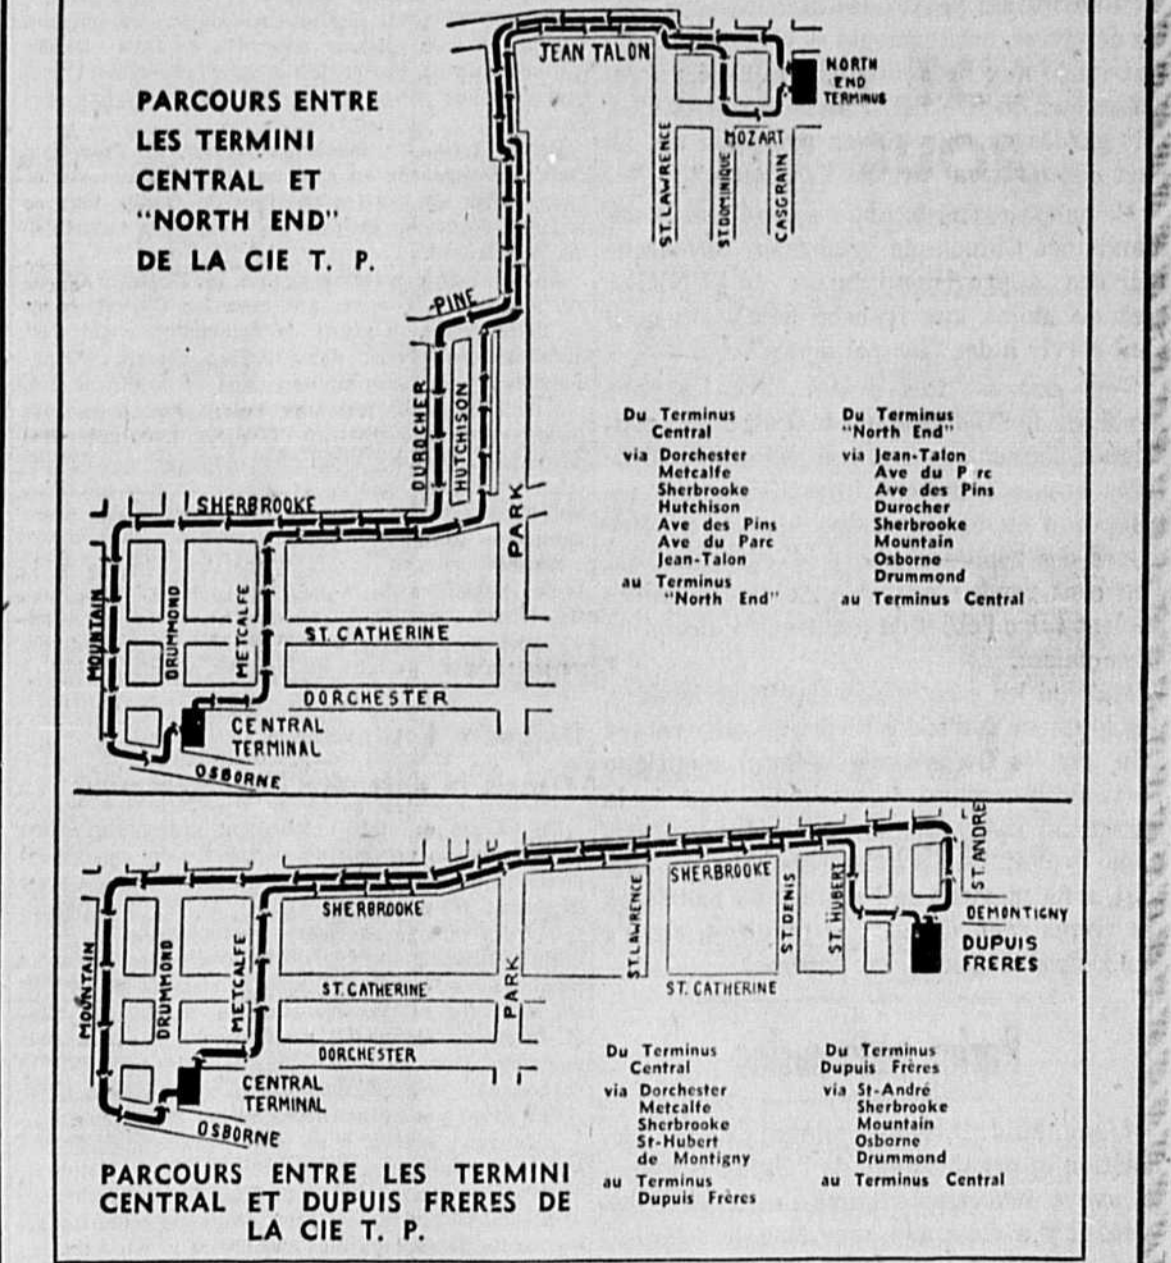 PARCOURS ENTRE
LES TERMINI
CENTRAL ET
"NORTH END"
DE LA CIE T. P.
JEAN TALON
NORTH
END
TERMINUS
MOZART
ST. LAWRENCE
ST DOMINIQUE
CASGRAIN
PINE
DUROCHER
HUTCHISON
PARK
SHERBROOKE
MOUNTAIN
DRUMMOND
METCALFE
ST. CATHERINE
DORCHESTER
CENTRAL
TERMINAL
OSBORNE
Du Terminus
Central
via Dorchester
Metcalfe
Sherbrooke
Hutchison
Ave des Pins
Ave du Parc
Jean-Talon
au Terminus
"North End"
Du Terminus
"North End"
via Jean-Talon
Ave du P rc
Ave des Pins
Durocher
Sherbrooke
Mountain
Osborne
Drummond
au Terminus Central
ST. ANDRE
SHERBROOKE
SHERBROOKE
ST. LAWRENCE
ST. DENIS
ST. HUBERT
DEMONTIGNY
DUPUIS
FRERES
MOUNTAIN
DRUMMOND
METCALFE
PARK
ST. CATHERINE
ST. CATHERINE
DORCHESTER
CENTRAL
TERMINAL
OSBORNE
Du Terminus
Central
via Dorchester
Metcalfe
Sherbrooke
St-Hubert
de Montigny
au Terminus
Dupuis Frères
Du Terminus
Dupuis Frères
via St-André
Sherbrooke
Mountain
Osborne
Drummond
au Terminus Central
PARCOURS ENTRE LES TERMINI
CENTRAL ET DUPUIS FRERES DE
LA CIE T. P.